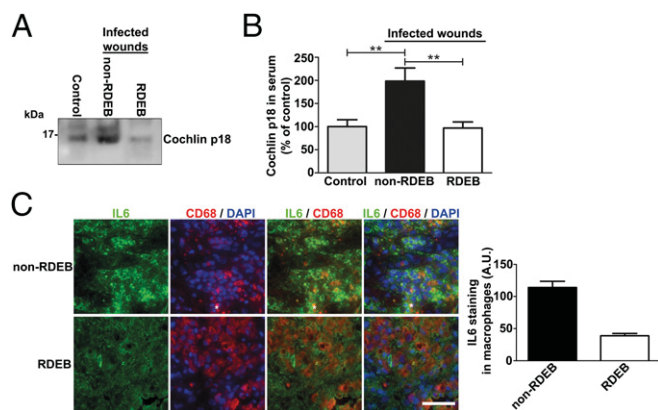 A
Infected
wounds
Control
non-RDEB
RDEB
kDa
17
Cochlin p18
B
Infected wounds
**
**
Cochlin p18 in serum
(% of control)
250
200
150
100
50
0
Control non-RDEB RDEB
C
IL6 CD68 / DAPI IL6 / CD68 IL6 / CD68 / DAPI
non-RDEB
RDEB
IL6 staining
in macrophages (A.U.)
150
100
50
0
non-RDEB
RDEB